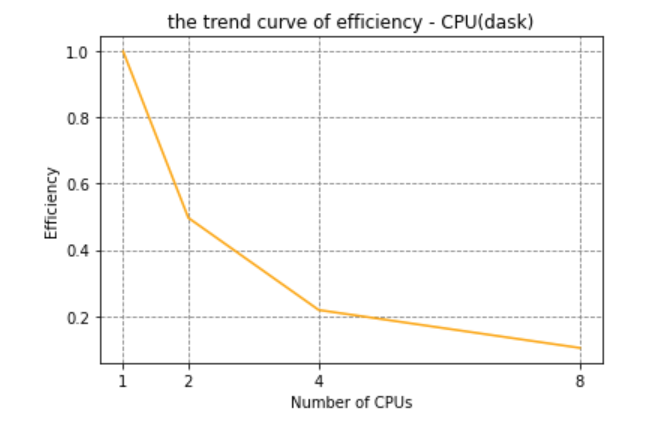 the trend curve of efficiency - CPU(dask)
1.0
0.8
0.6
0.4
0.2
Efficiency
1 2 4 8
Number of CPUs